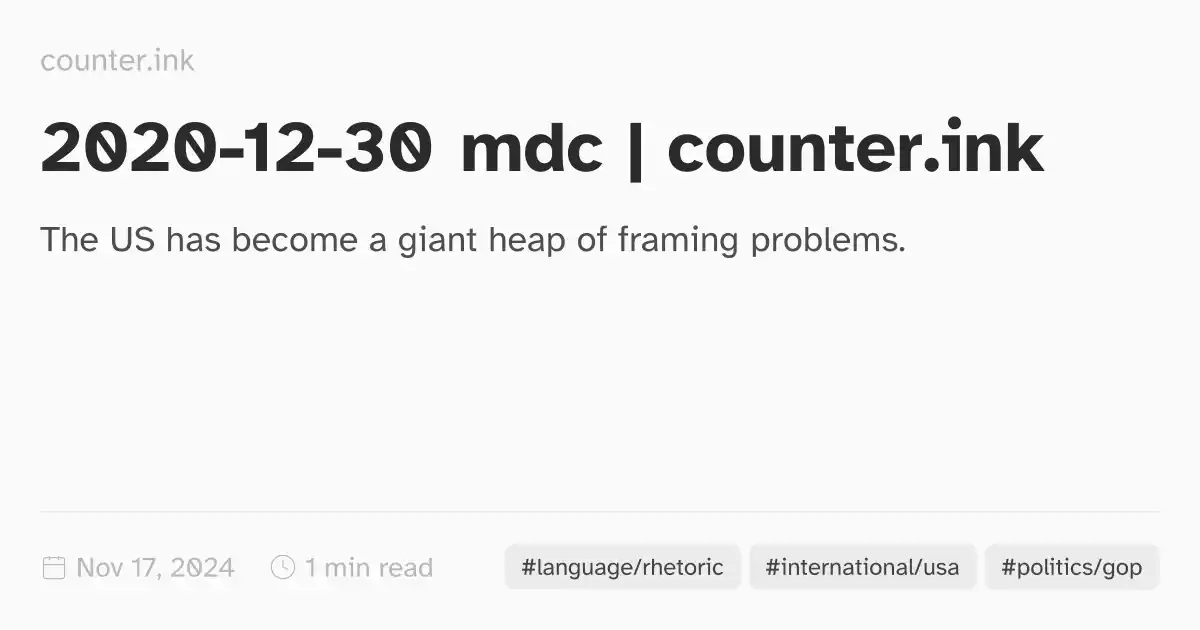 counter.ink
2020-12-30 mdc | counter.ink
The US has become a giant heap of framing problems.
Nov 17, 2024 1 min read #language/rhetoric #international/usa #politics/gop